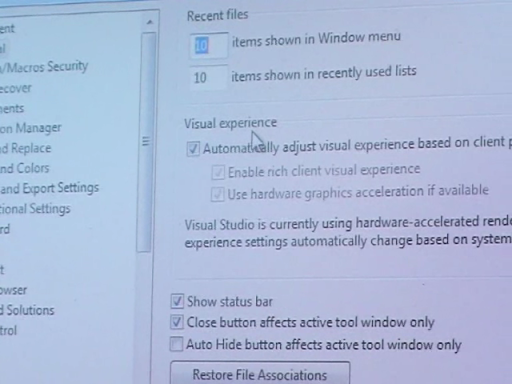 Recent files
10 items shown in Window menu
10 items shown in recently used lists
Visual experience
Automatically adjust visual experience based on client p
Enable rich client visual experience
Use hardware graphics acceleration if available
Visual Studio is currently using hardware-accelerated rend
experience settings automatically change based on system
Show status bar
Close button affects active tool window only
Auto Hide button affects active tool window only
Restore File Associations
ent
al
/Macros Security
ecover
ents
on Manager
nd Replace
nd Colors
and Export Settings
tional Settings
rd
t
owser
d Solutions
trol